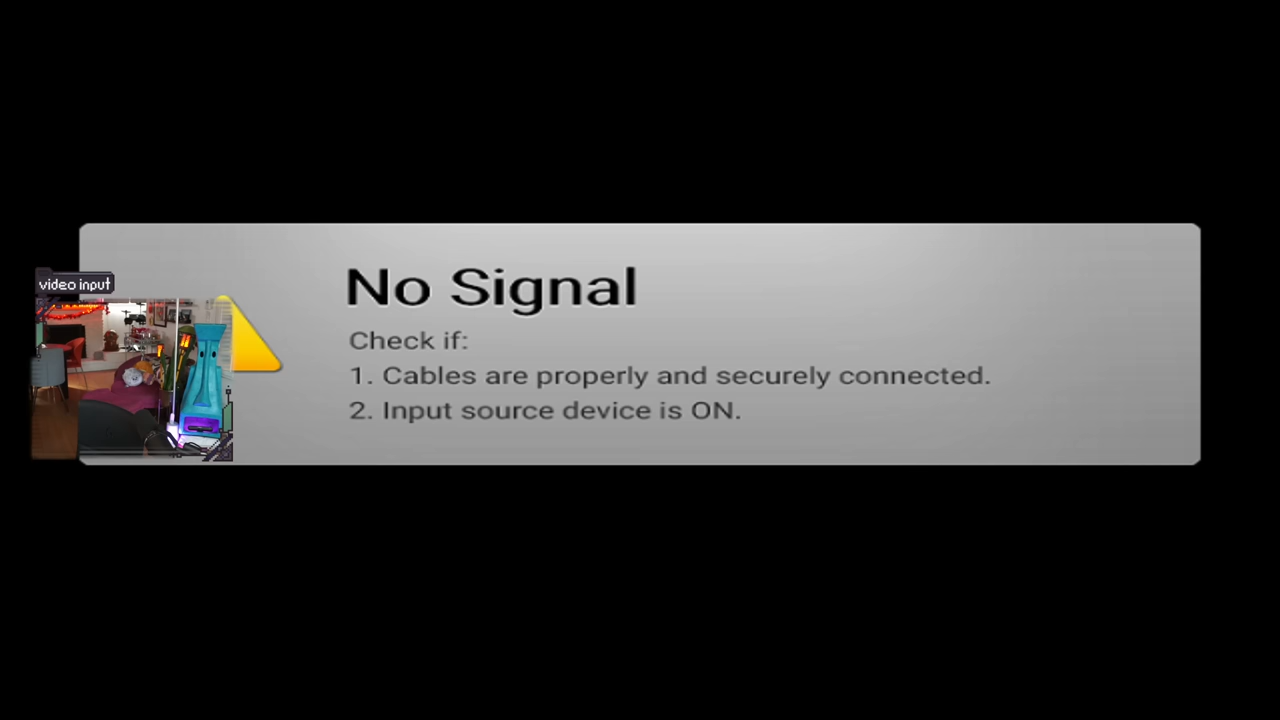 video input
No Signal
Check if:
1. Cables are properly and securely connected.
2. Input source device is ON.